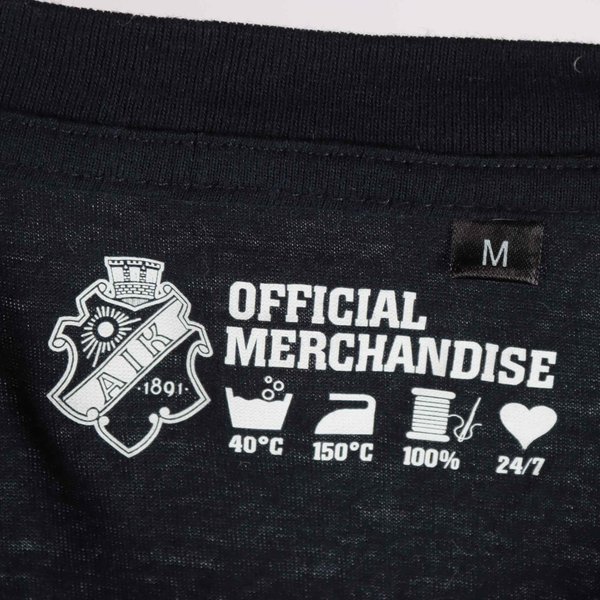 M
OFFICIAL
MERCHANDISE
AIK
·1891·
40°C 150°C 100% 24/7